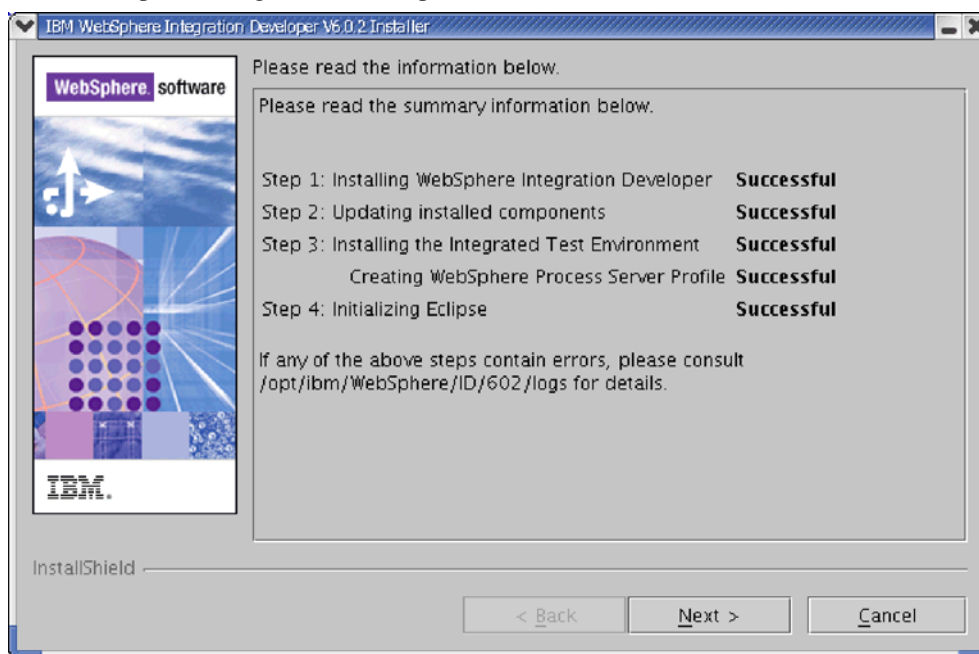 IBM WebSphere Integration Developer V6.0.2 Installer
WebSphere. software
Please read the information below.
Please read the summary information below.
Step 1: Installing WebSphere Integration Developer Successful
Step 2: Updating installed components Successful
Step 3: Installing the Integrated Test Environment Successful
Creating WebSphere Process Server Profile Successful
Step 4: Initializing Eclipse Successful
If any of the above steps contain errors, please consult
/opt/ibm/WebSphere/ID/602/logs for details.
IBM.
InstallShield
< Back
Next >
Cancel